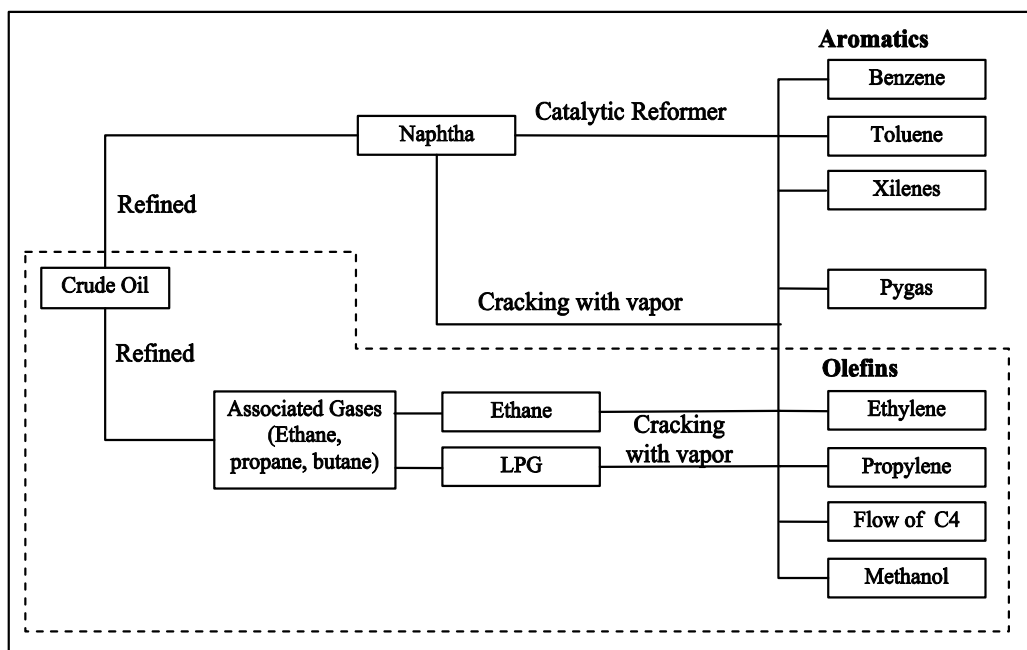 Aromatics
Benzene
Catalytic Reformer
Naphtha
Toluene
Xilenes
Refined
Crude Oil
Pygas
Cracking with vapor
Refined
Olefins
Associated Gases
(Ethane,
propane, butane)
Ethane
Ethylene
Cracking
with vapor
LPG
Propylene
Flow of C4
Methanol